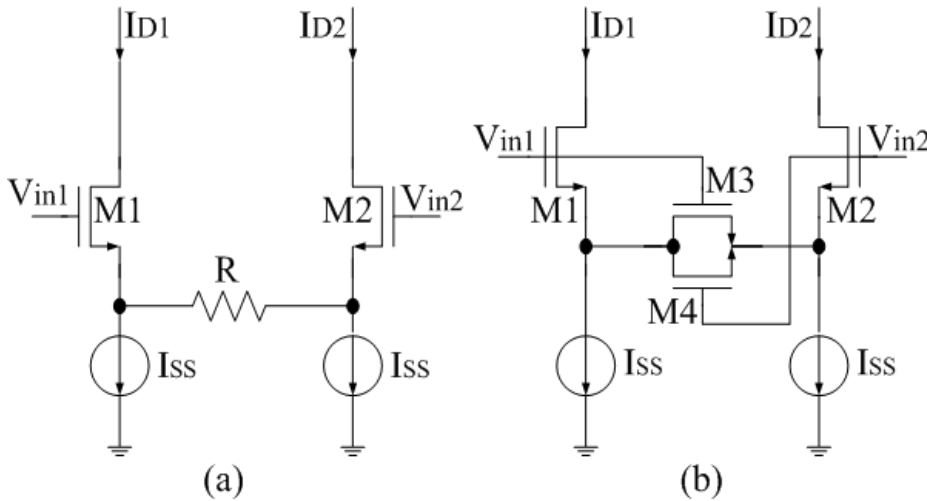 ID1 ID2 ID1 ID2
Vin1 Vin2
M3
Vin1 M1 M2 Vin2 M1 M2
R
M4
ISS ISS ISS ISS
(a) (b)